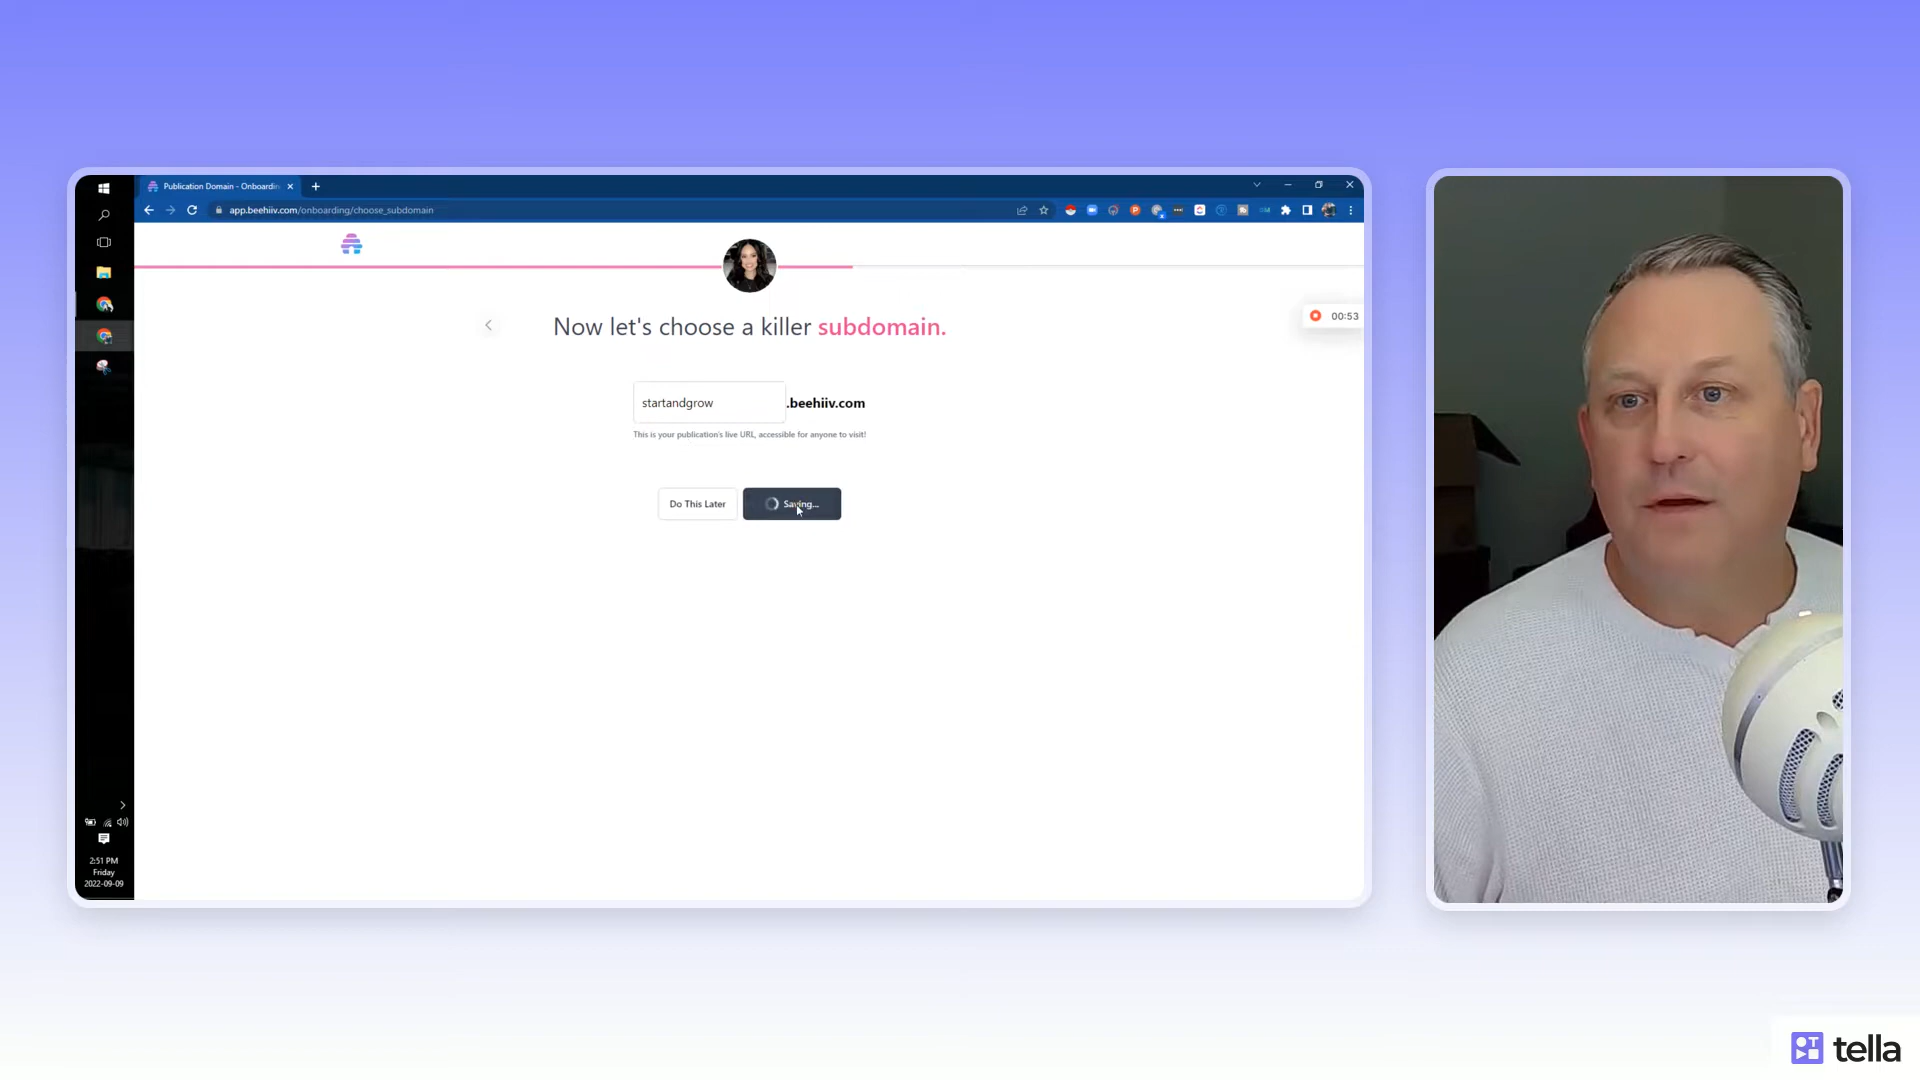 Publication Domain - Onboardin
app.beehiiv.com/onboarding/choose_subdomain
Now let's choose a killer subdomain.
00:53
startandgrow .beehiiv.com
This is your publication's live URL, accessible for anyone to visit!
Do This Later
Saving...
2:51 PM
Friday
2022-09-09
tella